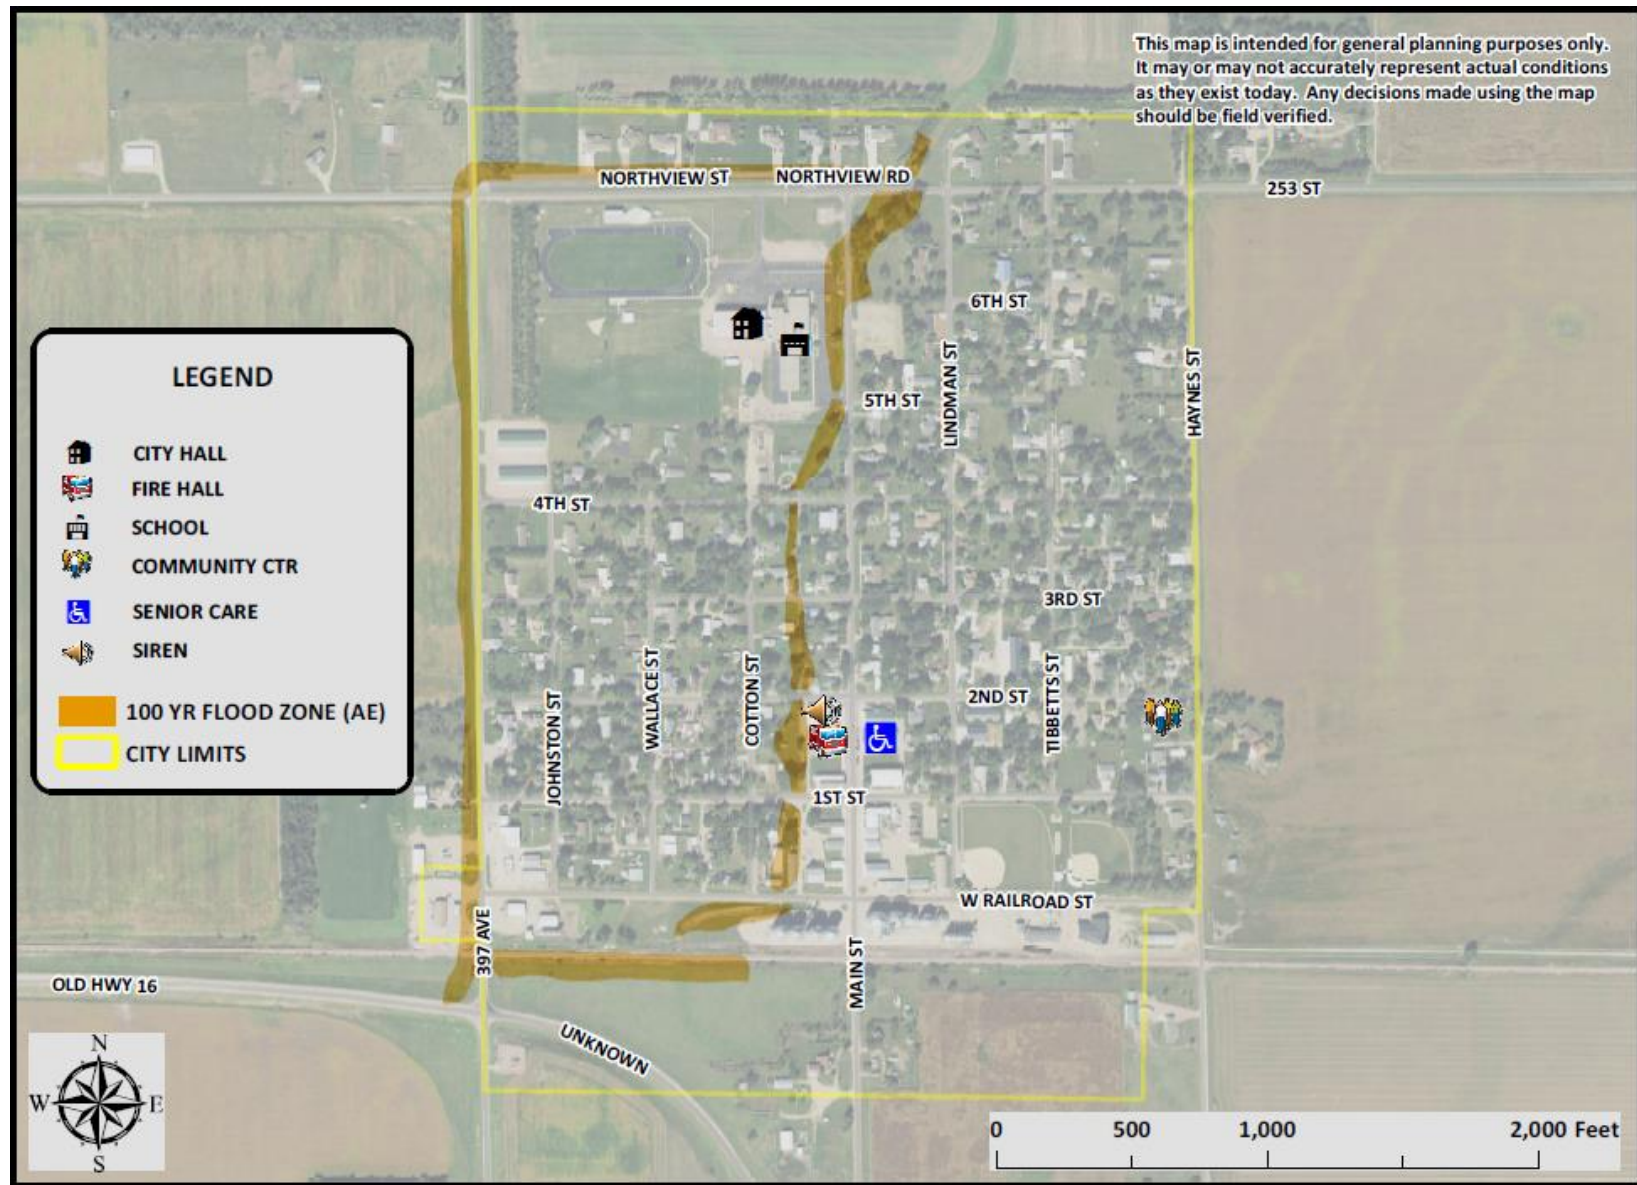 This map is intended for general planning purposes only.
It may or may not accurately represent actual conditions
as they exist today. Any decisions made using the map
should be field verified.
NORTHVIEW ST
NORTHVIEW RD
253 ST
6TH ST
LINDMAN ST
HAYNES ST
5TH ST
4TH ST
3RD ST
WALLACE ST
COTTON ST
TIBBETTS ST
2ND ST
JOHNSTON ST
1ST ST
W RAILROAD ST
397 AVE
MAIN ST
OLD HWY 16
UNKNOWN
LEGEND
CITY HALL
FIRE HALL
SCHOOL
COMMUNITY CTR
SENIOR CARE
SIREN
100 YR FLOOD ZONE (AE)
CITY LIMITS
N
W E
S
0 500 1,000 2,000 Feet